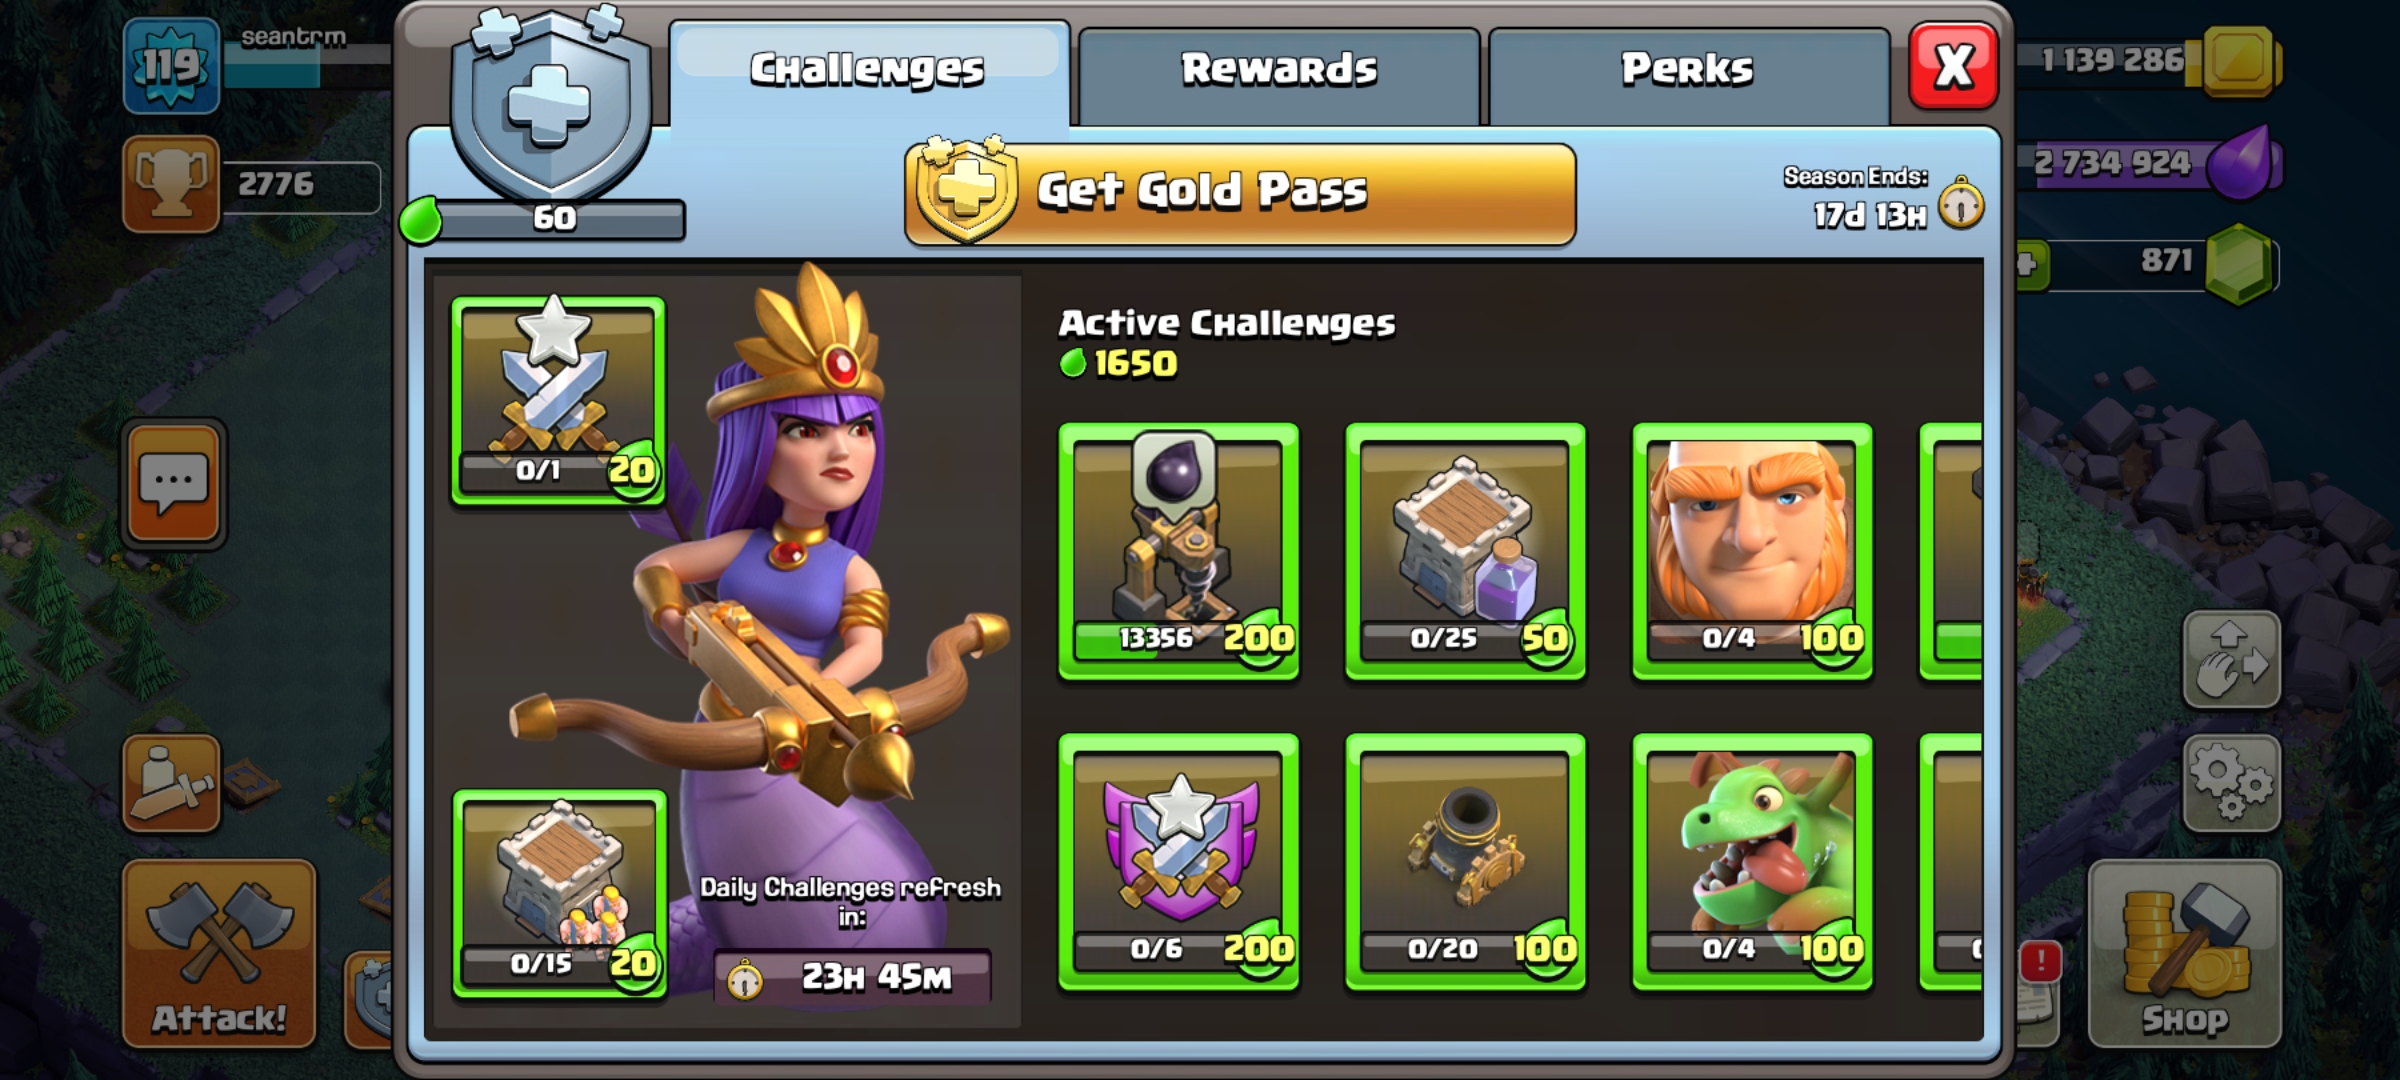 119
seantrm
2776
Challenges
Rewards
Perks
X
1 139 286
2 734 924
871
60
Get Gold Pass
Season Ends:
17d 13H
0/1
20
Active Challenges
1650
13356
200
0/25
50
0/4
100
0/15
20
Daily Challenges refresh
in:
23H 45M
0/6
200
0/20
100
0/4
100
Attack!
!
Shop